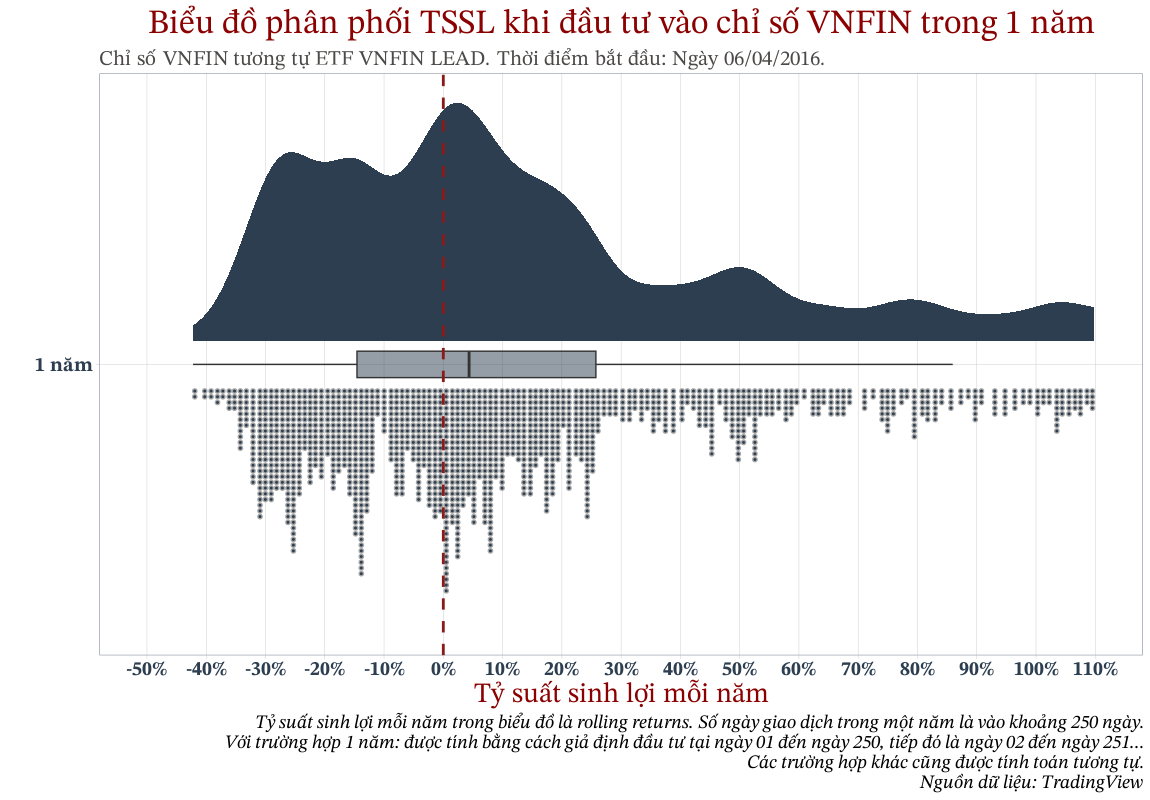 Biểu đồ phân phối TSSL khi đầu tư vào chỉ số VNFIN trong 1 năm
Chỉ số VNFIN tương tự ETF VNFIN LEAD. Thời điểm bắt đầu: Ngày 06/04/2016.
1 năm
-50% -40% -30% -20% -10% 0% 10% 20% 30% 40% 50% 60% 70% 80% 90% 100% 110%
Tỷ suất sinh lợi mỗi năm
Tỷ suất sinh lợi mỗi năm trong biểu đồ là rolling returns. Số ngày giao dịch trong một năm là vào khoảng 250 ngày.
Với trường hợp 1 năm: được tính bằng cách giả định đầu tư tại ngày 01 đến ngày 250, tiếp đó là ngày 02 đến ngày 251...
Các trường hợp khác cũng được tính toán tương tự.
Nguồn dữ liệu: TradingView